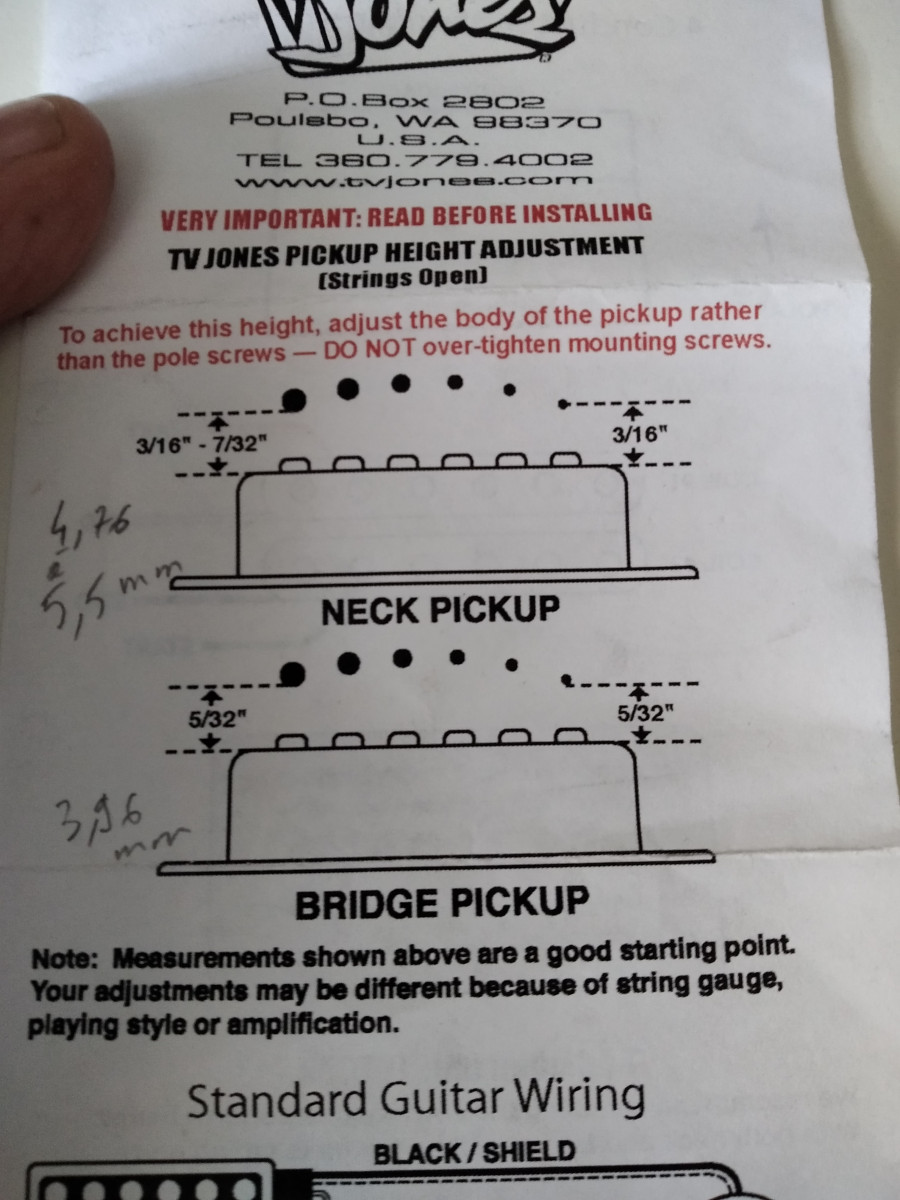 TV Jones
®
P.O.Box 2802
Poulsbo, WA 98370
U.S.A.
TEL 360.779.4002
www.tvjones.com
VERY IMPORTANT: READ BEFORE INSTALLING
TV JONES PICKUP HEIGHT ADJUSTMENT
(Strings Open)
To achieve this height, adjust the body of the pickup rather
than the pole screws — DO NOT over-tighten mounting screws.
3/16" - 7/32"
3/16"
4,76
à
5,5 mm
NECK PICKUP
5/32"
5/32"
3,96
mm
BRIDGE PICKUP
Note: Measurements shown above are a good starting point.
Your adjustments may be different because of string gauge,
playing style or amplification.
Standard Guitar Wiring
BLACK / SHIELD